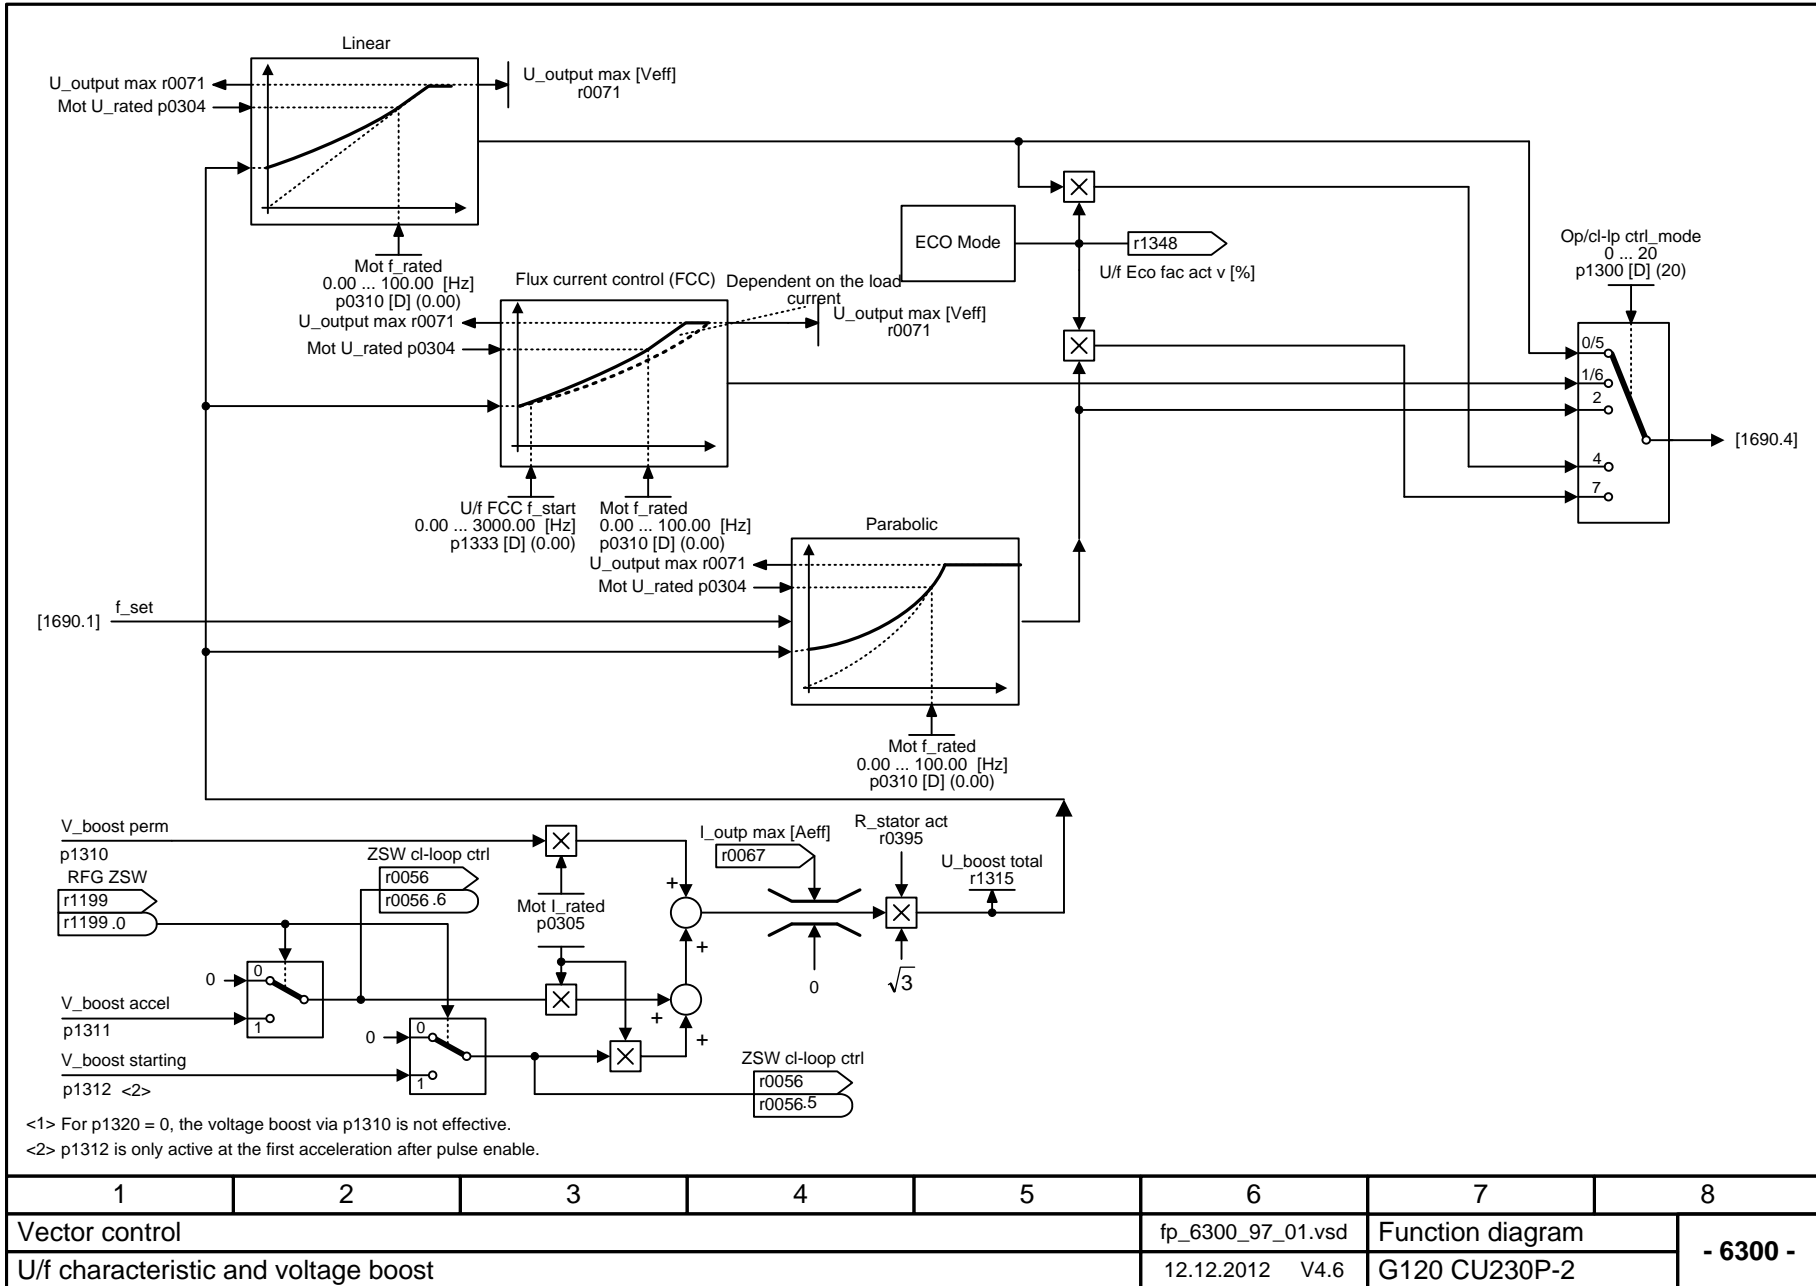 Linear
U_output max r0071
Mot U_rated p0304
U_output max [Veff]
r0071
Mot f_rated
0.00 ... 100.00 [Hz]
p0310 [D] (0.00)
Flux current control (FCC)
Dependent on the load
current
U_output max r0071
Mot U_rated p0304
U_output max [Veff]
r0071
ECO Mode
r1348
U/f Eco fac act v [%]
Op/cl-lp ctrl_mode
0 ... 20
p1300 [D] (20)
0/5
1/6
2
4
7
[1690.4]
U/f FCC f_start
0.00 ... 3000.00 [Hz]
p1333 [D] (0.00)
Mot f_rated
0.00 ... 100.00 [Hz]
p0310 [D] (0.00)
Parabolic
U_output max r0071
Mot U_rated p0304
[1690.1]
f_set
Mot f_rated
0.00 ... 100.00 [Hz]
p0310 [D] (0.00)
V_boost perm
p1310
RFG ZSW
r1199
r1199 .0
ZSW cl-loop ctrl
r0056
r0056 .6
Mot I_rated
p0305
I_outp max [Aeff]
r0067
R_stator act
r0395
U_boost total
r1315
+
+
+
+
0
√3
0
0
1
V_boost accel
p1311
0
0
1
V_boost starting
p1312 <2>
ZSW cl-loop ctrl
r0056
r0056.5
<1> For p1320 = 0, the voltage boost via p1310 is not effective.
<2> p1312 is only active at the first acceleration after pulse enable.
1 2 3 4 5 6 7 8
Vector control
fp_6300_97_01.vsd
Function diagram
- 6300 -
U/f characteristic and voltage boost
12.12.2012 V4.6
G120 CU230P-2